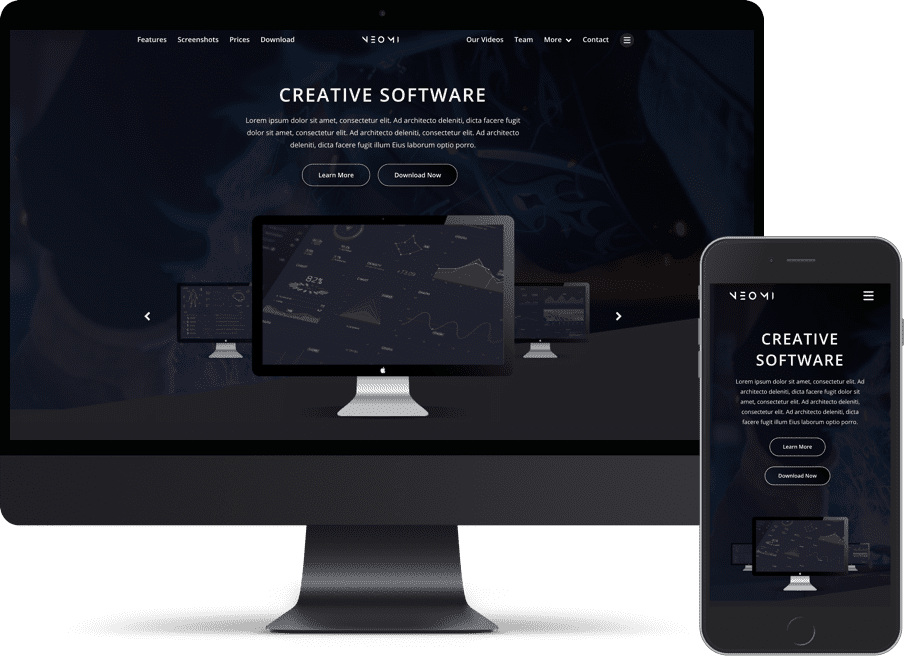 Features Screenshots Prices Download NEOMI Our Videos Team More Contact
CREATIVE SOFTWARE
Lorem ipsum dolor sit amet, consectetur elit. Ad architecto deleniti, dicta facere fugit
dolor sit amet, consectetur elit. Ad architecto deleniti, consectetur elit. Ad architecto
deleniti, dicta facere fugit illum Eius laborum optio porro.
Learn More Download Now
82%
NEOMI
CREATIVE
SOFTWARE
Lorem ipsum dolor sit amet, consectetur elit. Ad
architecto deleniti, dicta facere fugit dolor sit
amet, consectetur elit. Ad architecto deleniti,
consectetur elit. Ad architecto deleniti, dicta
facere fugit illum Eius laborum optio porro.
Learn More
Download Now